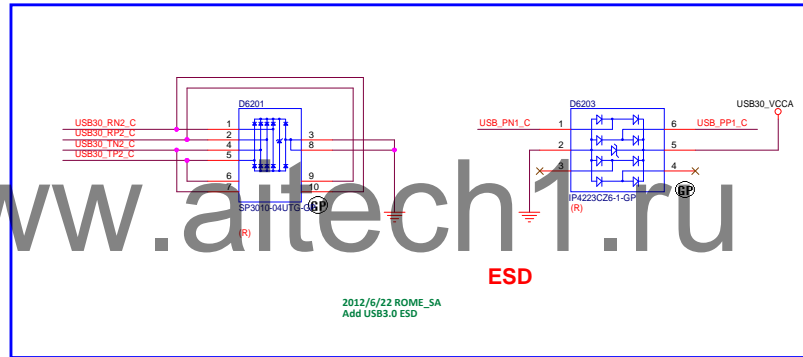 D6201
USB30_RN2_C
USB30_RP2_C
USB30_TN2_C
USB30_TP2_C
1
2
4
5
6
7
3
8
9
10
SP3010-04UTG-GP
GP
(R)
D6203
USB30_VCCA
USB_PN1_C
USB_PP1_C
1
2
3
6
5
4
IP4223CZ6-1-GP
GP
(R)
www.aitech1.ru
ESD
2012/6/22 ROME_SA
Add USB3.0 ESD